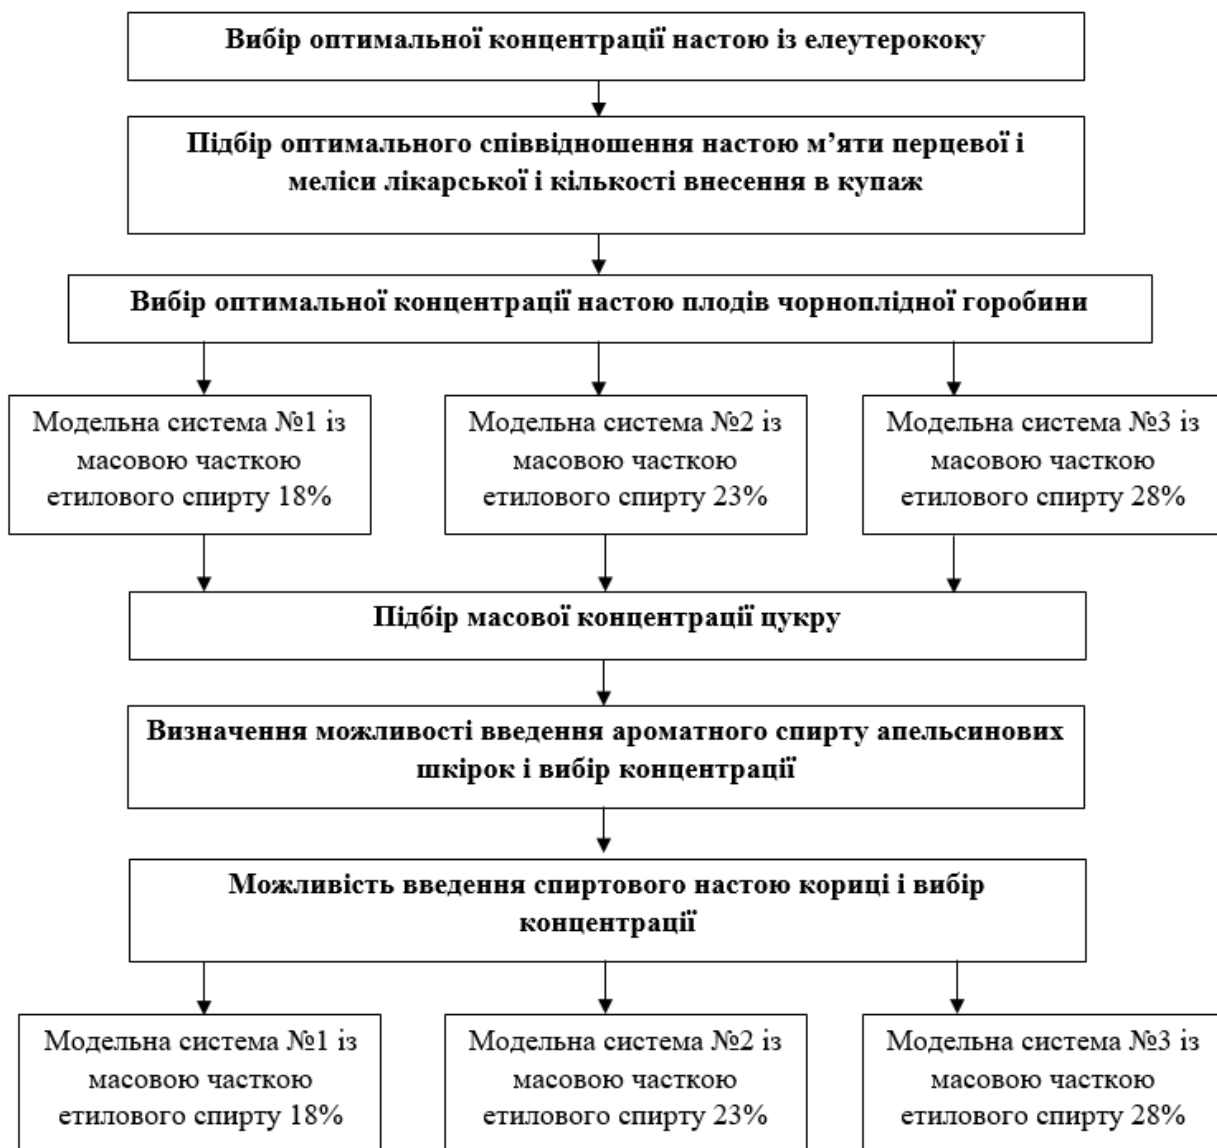 Вибір оптимальної концентрації настою із елеутерококу
Підбір оптимального співвідношення настою м’яти перцевої і
меліси лікарської і кількості внесення в купаж
Вибір оптимальної концентрації настою плодів чорноплідної горобини
Модельна система №1 із
масовою часткою
етилового спирту 18%
Модельна система №2 із
масовою часткою
етилового спирту 23%
Модельна система №3 із
масовою часткою
етилового спирту 28%
Підбір масової концентрації цукру
Визначення можливості введення ароматного спирту апельсинових
шкірок і вибір концентрації
Можливість введення спиртового настою кориці і вибір
концентрації
Модельна система №1 із
масовою часткою
етилового спирту 18%
Модельна система №2 із
масовою часткою
етилового спирту 23%
Модельна система №3 із
масовою часткою
етилового спирту 28%